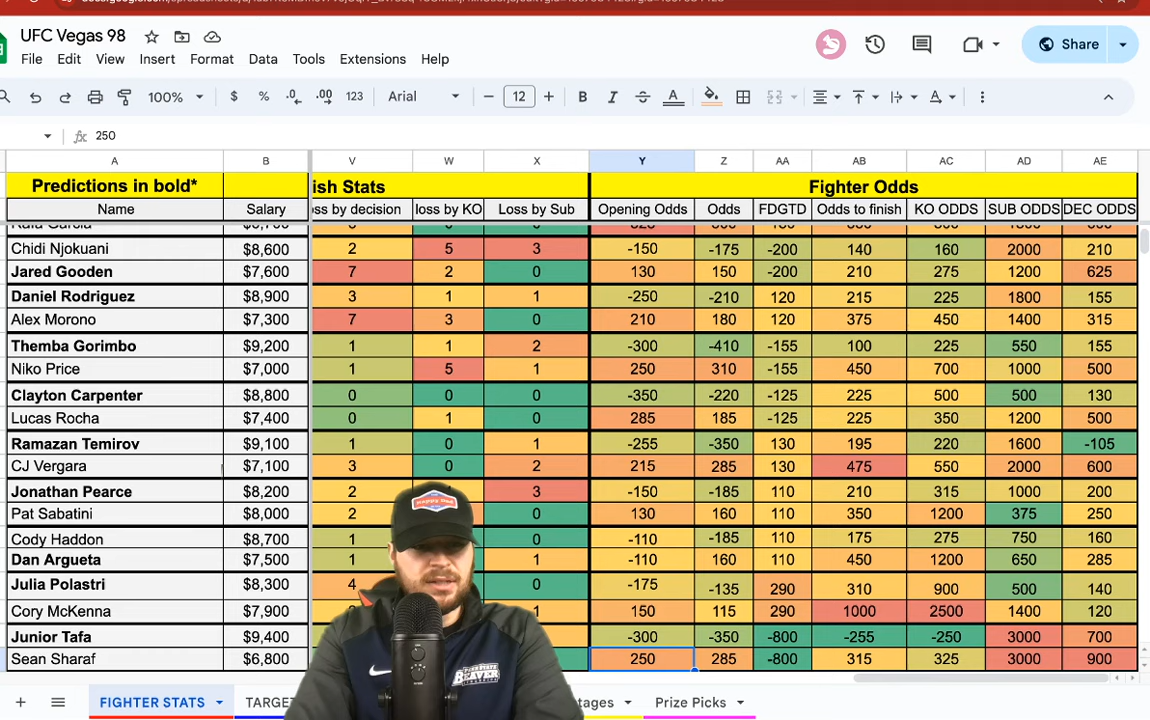 UFC Vegas 98
Share
File Edit View Insert Format Data Tools Extensions Help
100% $ % .0 .00 123 Arial 12 B I A A
fx 250
A B V W X Y Z AA AB AC AD AE
Predictions in bold* ish Stats Fighter Odds
Name Salary oss by decision loss by KO Loss by Sub Opening Odds Odds FDGTD Odds to finish KO ODDS SUB ODDS DEC ODDS
Chidi Njokuani $8,600 2 5 3 -150 -175 -200 140 160 2000 210
Jared Gooden $7,600 7 2 0 130 150 -200 210 275 1200 625
Daniel Rodriguez $8,900 3 1 1 -250 -210 120 215 225 1800 155
Alex Morono $7,300 7 3 0 210 180 120 375 450 1400 315
Themba Gorimbo $9,200 1 1 2 -300 -410 -155 100 225 550 155
Niko Price $7,000 1 5 1 250 310 -155 450 700 1000 500
Clayton Carpenter $8,800 0 0 0 -350 -220 -125 225 500 500 130
Lucas Rocha $7,400 0 1 0 285 185 -125 225 350 1200 500
Ramazan Temirov $9,100 1 0 1 -255 -350 130 195 220 1600 -105
CJ Vergara $7,100 3 0 2 215 285 130 475 550 2000 600
Jonathan Pearce $8,200 2 3 -150 -185 110 210 315 1000 200
Pat Sabatini $8,000 2 0 130 160 110 350 1200 375 250
Cody Haddon $8,700 1 0 -110 -185 110 175 275 750 160
Dan Argueta $7,500 1 1 -110 160 110 450 1200 650 285
Julia Polastri $8,300 4 0 -175 -135 290 310 900 500 140
Cory McKenna $7,900 1 150 115 290 1000 2500 1400 120
Junior Tafa $9,400 -300 -350 -800 -255 -250 3000 700
Sean Sharaf $6,800 250 285 -800 315 325 3000 900
FIGHTER STATS TARGE tages Prize Picks